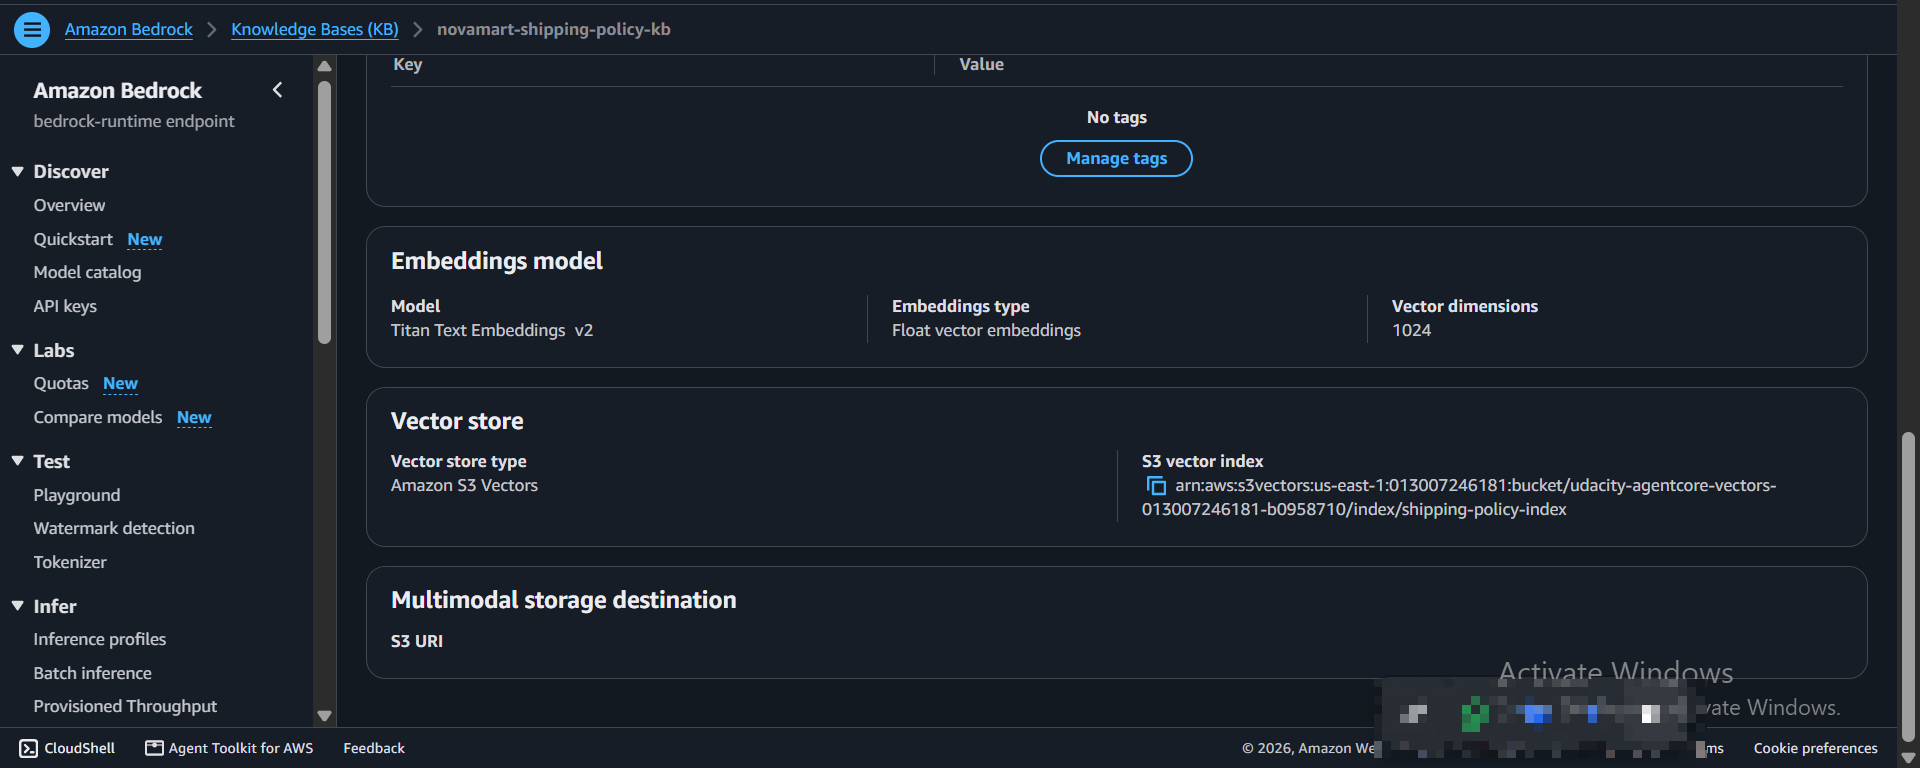 Amazon Bedrock > Knowledge Bases (KB) > novamart-shipping-policy-kb
Amazon Bedrock
bedrock-runtime endpoint
Discover
Overview
Quickstart New
Model catalog
API keys
Labs
Quotas New
Compare models New
Test
Playground
Watermark detection
Tokenizer
Infer
Inference profiles
Batch inference
Provisioned Throughput
Key Value
No tags
Manage tags
Embeddings model
Model
Titan Text Embeddings v2
Embeddings type
Float vector embeddings
Vector dimensions
1024
Vector store
Vector store type
Amazon S3 Vectors
S3 vector index
arn:aws:s3vectors:us-east-1:013007246181:bucket/udacity-agentcore-vectors-
013007246181-b0958710/index/shipping-policy-index
Multimodal storage destination
S3 URI
Activate Windows
Windows.
CloudShell Agent Toolkit for AWS Feedback
© 2026, Amazon
Cookie preferences